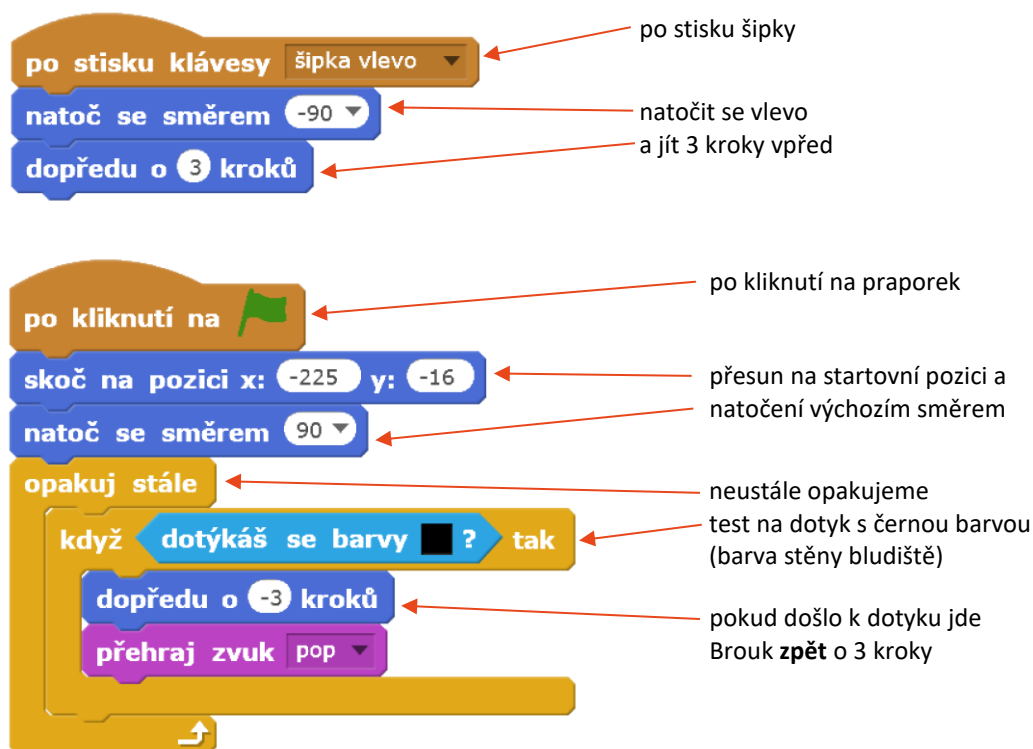 po stisku klávesy šipka vlevo
po stisku šipky
natoč se směrem -90
natočit se vlevo
dopředu o 3 kroků
a jít 3 kroky vpřed
po kliknutí na
po kliknutí na praporek
skoč na pozici x: -225 y: -16
přesun na startovní pozici a
natoč se směrem 90
natočení výchozím směrem
opakuj stále
neustále opakujeme
když dotýkáš se barvy ? tak
test na dotyk s černou barvou
(barva stěny bludiště)
dopředu o -3 kroků
přehraj zvuk pop
pokud došlo k dotyku jde
Brouk zpět o 3 kroky